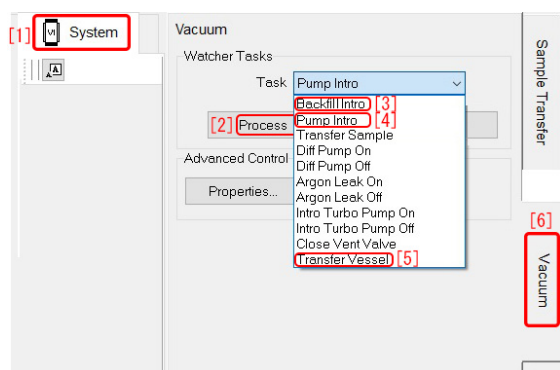 [1] System
Vacuum
Watcher Tasks
Task Pump Intro
Backfill Intro [3]
[2] Process
Pump Intro [4]
Transfer Sample
Diff Pump On
Diff Pump Off
Argon Leak On
Argon Leak Off
Intro Turbo Pump On
Intro Turbo Pump Off
Close Vent Valve
Transfer Vessel [5]
Advanced Control
Properties...
Sample Transfer
[6]
Vacuum